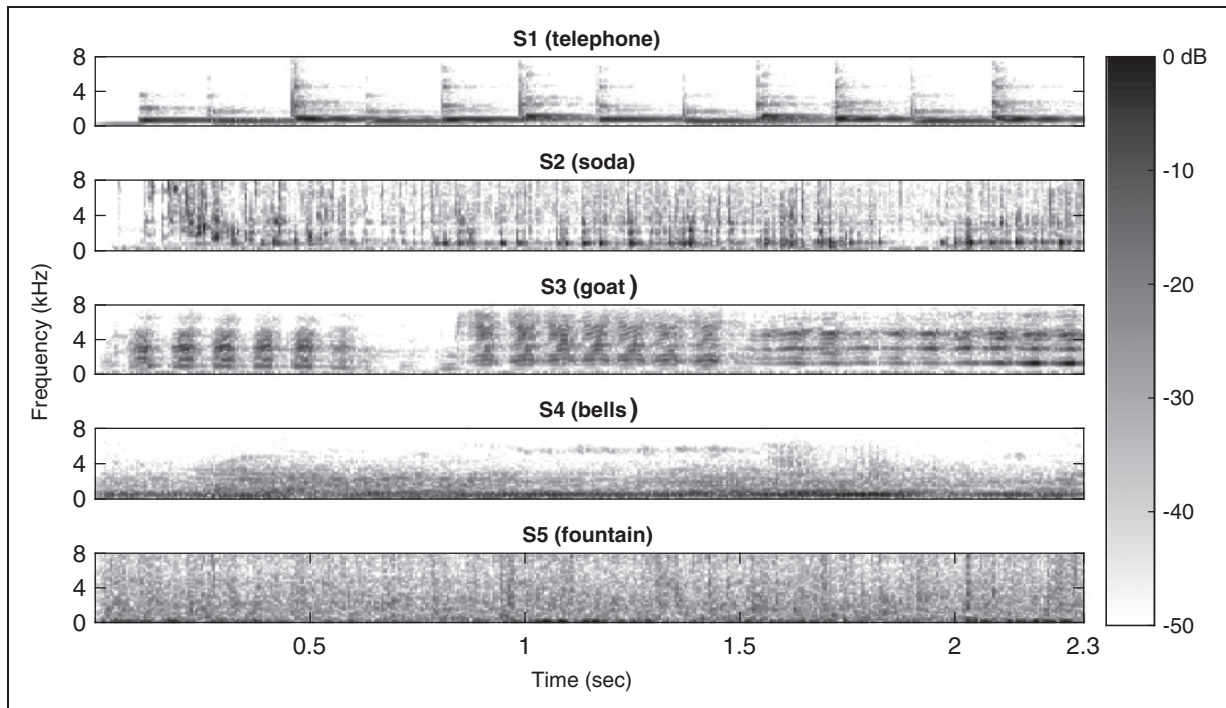 S1 (telephone)
8
4
0
S2 (soda)
8
4
0
S3 (goat)
8
4
0
S4 (bells)
8
4
0
S5 (fountain)
8
4
0
0.5 1 1.5 2 2.3
Time (sec)
Frequency (kHz)
0 dB
-10
-20
-30
-40
-50